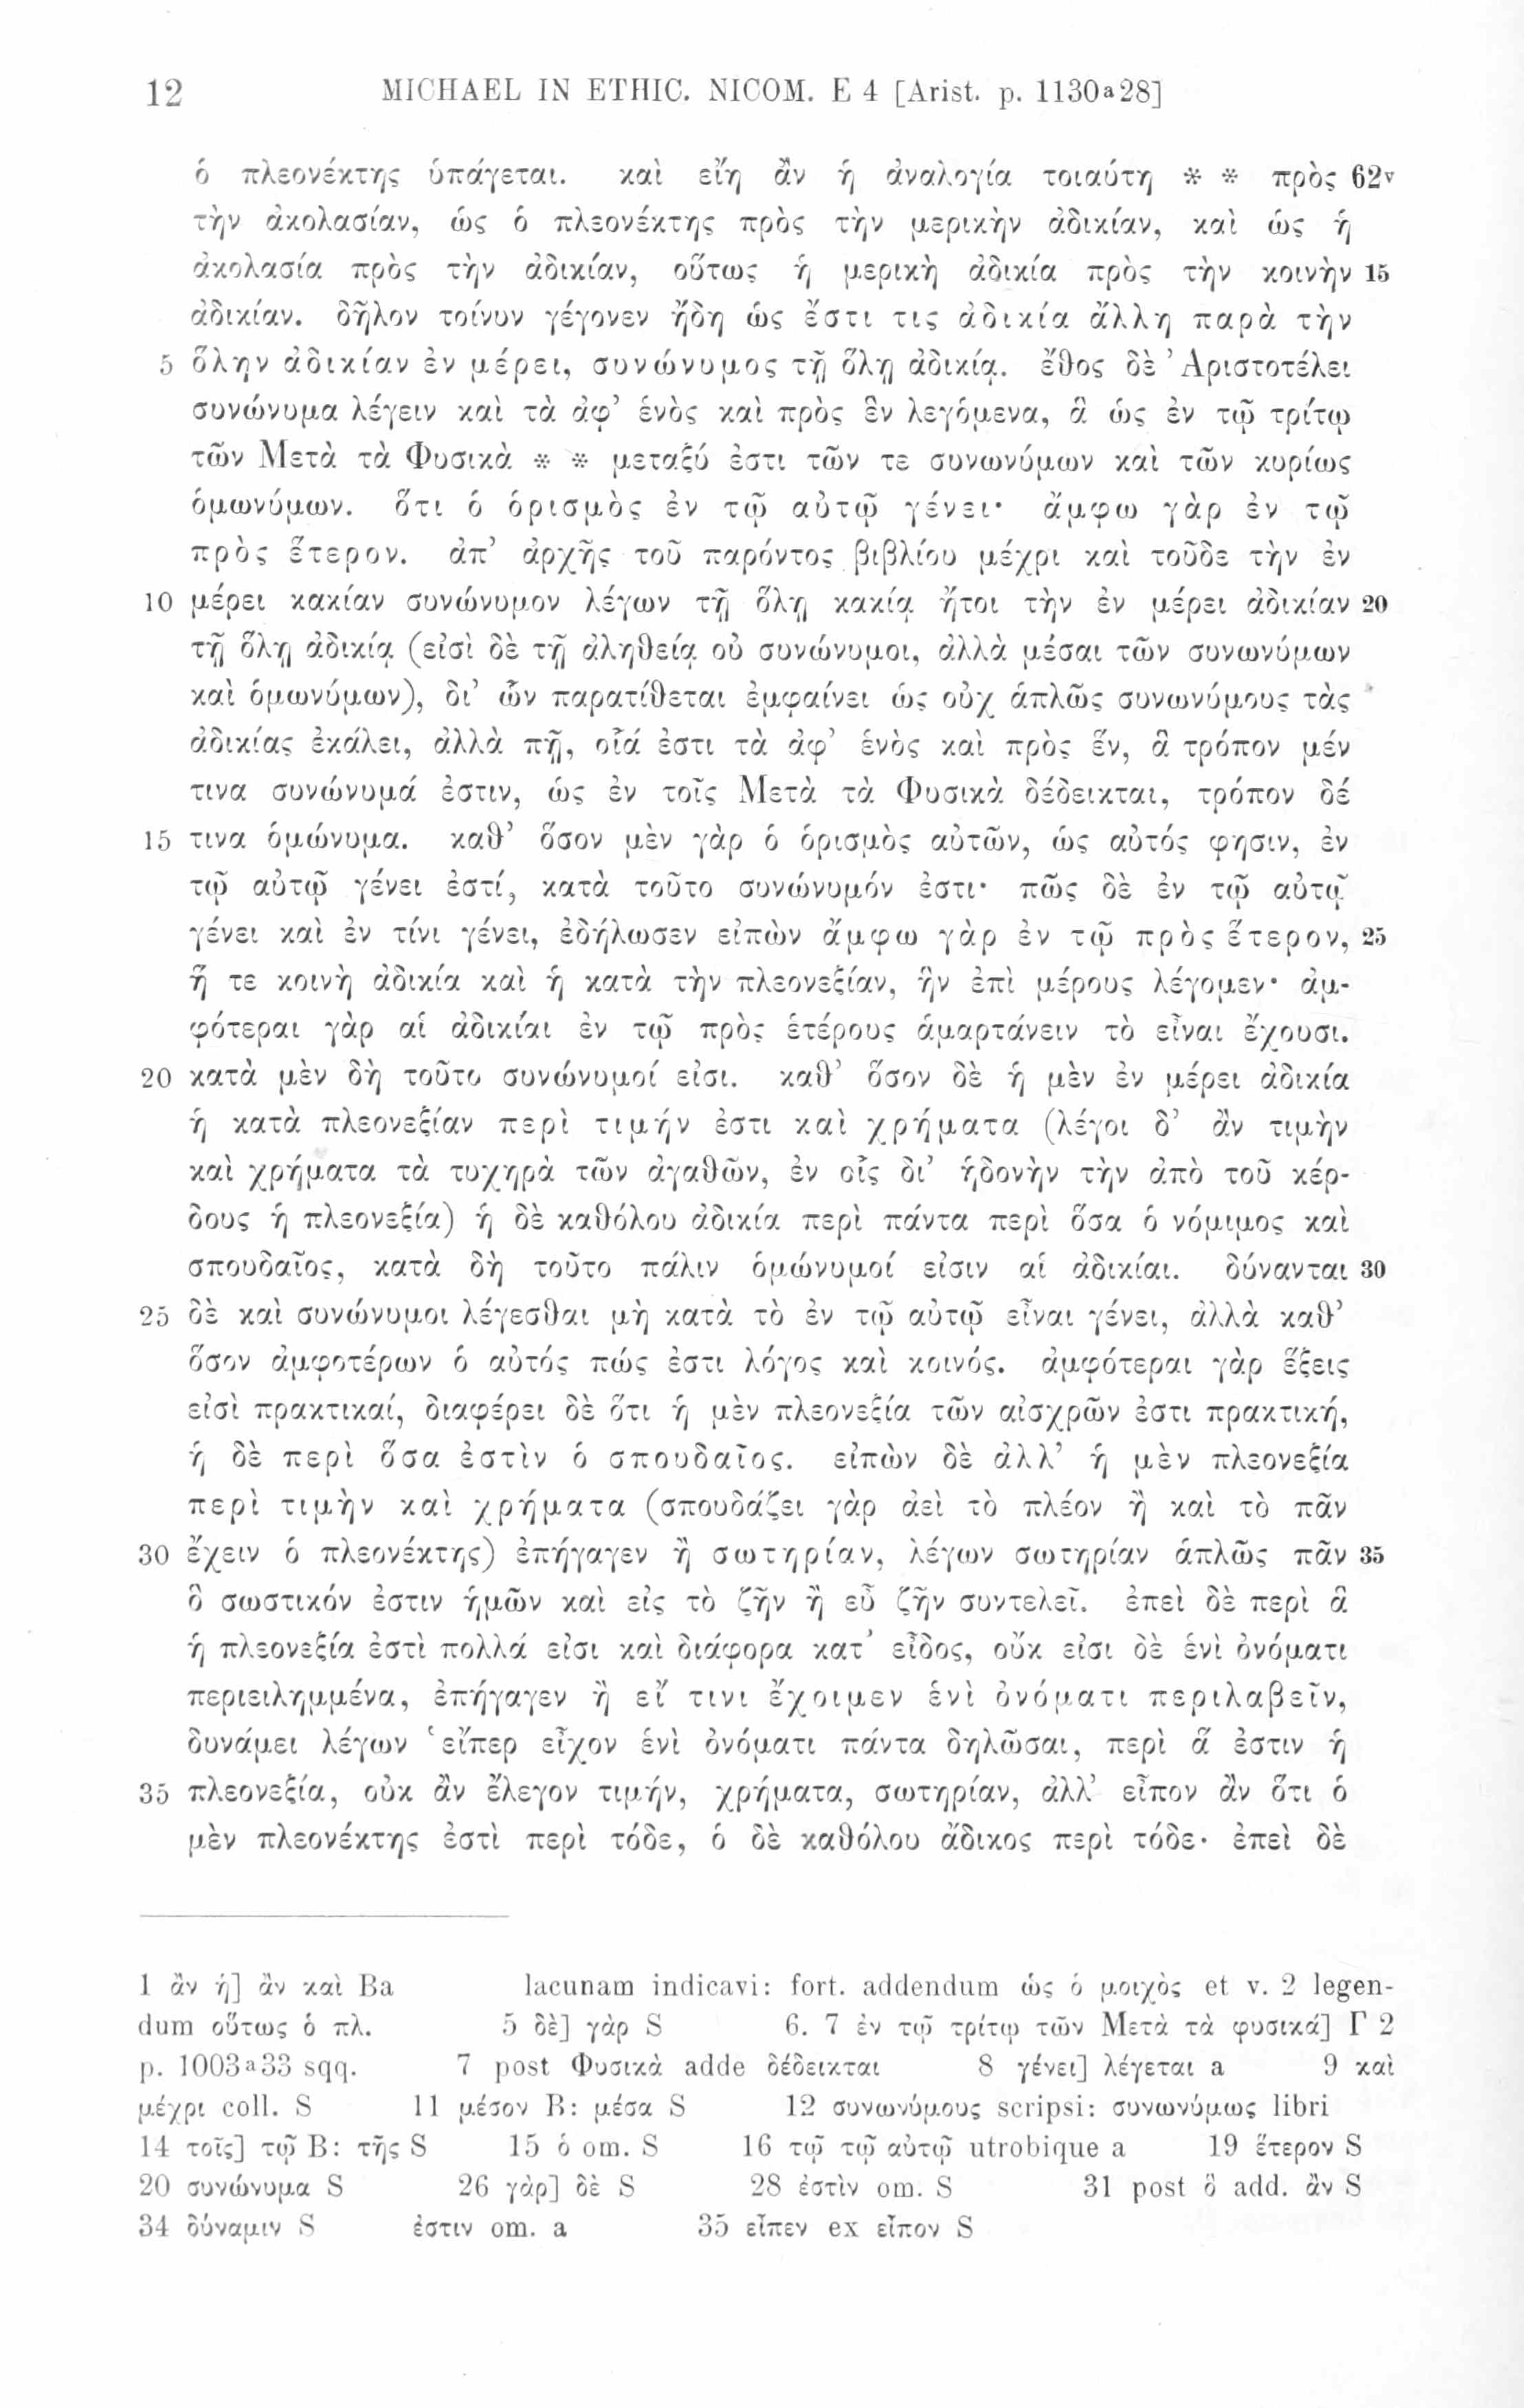 12 MICHAEL IN ETHIC. NICOM. E 4 [Arist. p. 1130a28]
ὁ πλεονέκτης ὑπάγεται. καὶ εἴη ἂν ἡ ἀναλογία τοιαύτη * * πρὸς 62v
τὴν ἀκολασίαν, ὡς ὁ πλεονέκτης πρὸς τὴν μερικὴν ἀδικίαν, καὶ ὡς ἡ
ἀκολασία πρὸς τὴν ἀδικίαν, οὕτως ἡ μερικὴ ἀδικία πρὸς τὴν κοινὴν 15
ἀδικίαν. δῆλον τοίνυν γέγονεν ἤδη ὡς ἔστι τις ἀδικία ἄλλη παρὰ τὴν
5 ὅλην ἀδικίαν ἐν μέρει, συνώνυμος τῇ ὅλῃ ἀδικίᾳ. ἔθος δὲ Ἀριστοτέλει
συνώνυμα λέγειν καὶ τὰ ἀφ' ἑνὸς καὶ πρὸς ἓν λεγόμενα, ἃ ὡς ἐν τῷ τρίτῳ
τῶν Μετὰ τὰ Φυσικὰ * * μεταξύ ἐστι τῶν τε συνωνύμων καὶ τῶν κυρίως
ὁμωνύμων. ὅτι ὁ ὁρισμὸς ἐν τῷ αὐτῷ γένει· ἄμφω γὰρ ἐν τῷ
πρὸς ἕτερον. ἀπ' ἀρχῆς τοῦ παρόντος βιβλίου μέχρι καὶ τοῦδε τὴν ἐν
10 μέρει κακίαν συνώνυμον λέγων τῇ ὅλῃ κακίᾳ ἤτοι τὴν ἐν μέρει ἀδικίαν 20
τῇ ὅλῃ ἀδικίᾳ (εἰσὶ δὲ τῇ ἀληθείᾳ οὐ συνώνυμοι, ἀλλὰ μέσαι τῶν συνωνύμων
καὶ ὁμωνύμων), δι' ὧν παρατίθεται ἐμφαίνει ὡς οὐχ ἁπλῶς συνωνύμους τὰς
ἀδικίας ἐκάλει, ἀλλὰ πῇ, οἷά ἐστι τὰ ἀφ' ἑνὸς καὶ πρὸς ἕν, ἃ τρόπον μέν
τινα συνώνυμά ἐστιν, ὡς ἐν τοῖς Μετὰ τὰ Φυσικὰ δέδεικται, τρόπον δέ
15 τινα ὁμώνυμα. καθ' ὅσον μὲν γὰρ ὁ ὁρισμὸς αὐτῶν, ὡς αὐτός φησιν, ἐν
τῷ αὐτῷ γένει ἐστί, κατὰ τοῦτο συνώνυμόν ἐστι· πῶς δὲ ἐν τῷ αὐτῷ
γένει καὶ ἐν τίνι γένει, ἐδήλωσεν εἰπὼν ἄμφω γὰρ ἐν τῷ πρὸς ἕτερον, 25
ἥ τε κοινὴ ἀδικία καὶ ἡ κατὰ τὴν πλεονεξίαν, ἣν ἐπὶ μέρους λέγομεν· ἀμ-
φότεραι γὰρ αἱ ἀδικίαι ἐν τῷ πρὸς ἑτέρους ἁμαρτάνειν τὸ εἶναι ἔχουσι.
20 κατὰ μὲν δὴ τοῦτο συνώνυμοί εἰσι. καθ' ὅσον δὲ ἡ μὲν ἐν μέρει ἀδικία
ἡ κατὰ πλεονεξίαν περὶ τιμήν ἐστι καὶ χρήματα (λέγοι δ' ἂν τιμὴν
καὶ χρήματα τὰ τυχηρὰ τῶν ἀγαθῶν, ἐν οἷς δι' ἡδονὴν τὴν ἀπὸ τοῦ κέρ-
δους ἡ πλεονεξία) ἡ δὲ καθόλου ἀδικία περὶ πάντα περὶ ὅσα ὁ νόμιμος καὶ
σπουδαῖος, κατὰ δὴ τοῦτο πάλιν ὁμώνυμοί εἰσιν αἱ ἀδικίαι. δύνανται 30
25 δὲ καὶ συνώνυμοι λέγεσθαι μὴ κατὰ τὸ ἐν τῷ αὐτῷ εἶναι γένει, ἀλλὰ καθ'
ὅσον ἀμφοτέρων ὁ αὐτός πώς ἐστι λόγος καὶ κοινός. ἀμφότεραι γὰρ ἕξεις
εἰσὶ πρακτικαί, διαφέρει δὲ ὅτι ἡ μὲν πλεονεξία τῶν αἰσχρῶν ἐστι πρακτική,
ἡ δὲ περὶ ὅσα ἐστὶν ὁ σπουδαῖος. εἰπὼν δὲ ἀλλ' ἡ μὲν πλεονεξία
περὶ τιμὴν καὶ χρήματα (σπουδάζει γὰρ ἀεὶ τὸ πλέον ἢ καὶ τὸ πᾶν
30 ἔχειν ὁ πλεονέκτης) ἐπήγαγεν ἢ σωτηρίαν, λέγων σωτηρίαν ἁπλῶς πᾶν 35
ὃ σωστικόν ἐστιν ἡμῶν καὶ εἰς τὸ ζῆν ἢ εὖ ζῆν συντελεῖ. ἐπεὶ δὲ περὶ ἃ
ἡ πλεονεξία ἐστὶ πολλά εἰσι καὶ διάφορα κατ' εἶδος, οὔκ εἰσι δὲ ἑνὶ ὀνόματι
περιειλημμένα, ἐπήγαγεν ἢ εἴ τινι ἔχοιμεν ἑνὶ ὀνόματι περιλαβεῖν,
δυνάμει λέγων ‘εἴπερ εἶχον ἑνὶ ὀνόματι πάντα δηλῶσαι, περὶ ἅ ἐστιν ἡ
35 πλεονεξία, οὐκ ἂν ἔλεγον τιμήν, χρήματα, σωτηρίαν, ἀλλ' εἶπον ἂν ὅτι ὁ
μὲν πλεονέκτης ἐστὶ περὶ τόδε, ὁ δὲ καθόλου ἄδικος περὶ τόδε· ἐπεὶ δὲ
1 ἂν ἡ] ἂν καὶ Ba lacunam indicavi: fort. addendum ὡς ὁ μοιχὸς et v. 2 legen-
dum οὕτως ὁ πλ. 5 δὲ] γὰρ S 6. 7 ἐν τῷ τρίτῳ τῶν Μετὰ τὰ φυσικά] Γ 2
p. 1003a33 sqq. 7 post Φυσικὰ adde δέδεικται 8 γένει] λέγεται a 9 καὶ
μέχρι coll. S 11 μέσον B: μέσα S 12 συνωνύμους scripsi: συνωνύμως libri
14 τοῖς] τῷ B: τῆς S 15 ὁ om. S 16 τῷ τῷ αὐτῷ utrobique a 19 ἕτερον S
20 συνώνυμα S 26 γὰρ] δὲ S 28 ἐστὶν om. S 31 post ὃ add. ἂν S
34 δύναμιν S ἐστιν om. a 35 εἶπεν ex εἶπον S